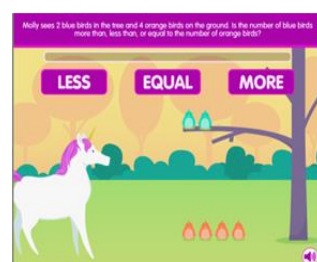 Molly sees 2 blue birds in the tree and 4 orange birds on the ground. Is the number of blue birds
more than, less than, or equal to the number of orange birds?
LESS EQUAL MORE